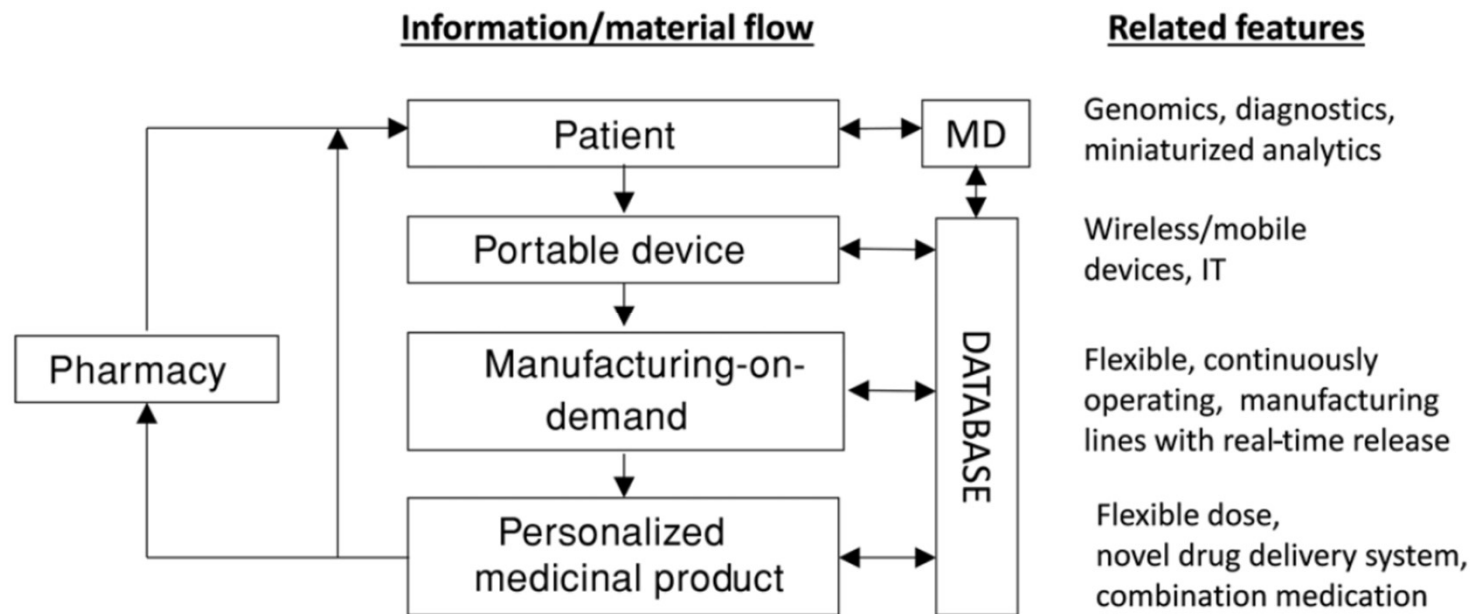 Information/material flow
Related features
Patient
MD
Genomics, diagnostics,
miniaturized analytics
Portable device
Wireless/mobile
devices, IT
Pharmacy
Manufacturing-on-
demand
DATABASE
Flexible, continuously
operating, manufacturing
lines with real-time release
Personalized
medicinal product
Flexible dose,
novel drug delivery system,
combination medication